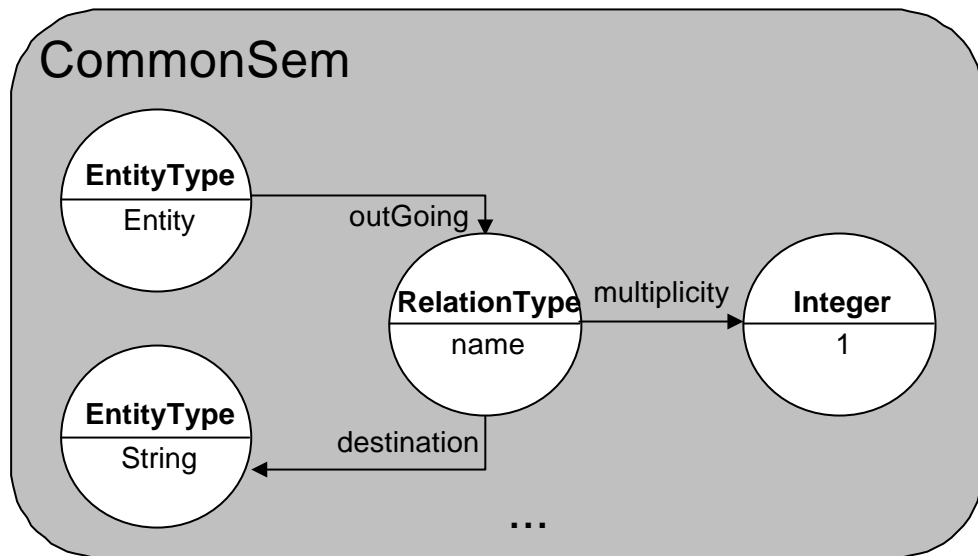 CommonSem
EntityType
Entity
outGoing
RelationType
name
multiplicity
Integer
1
EntityType
String
destination
...